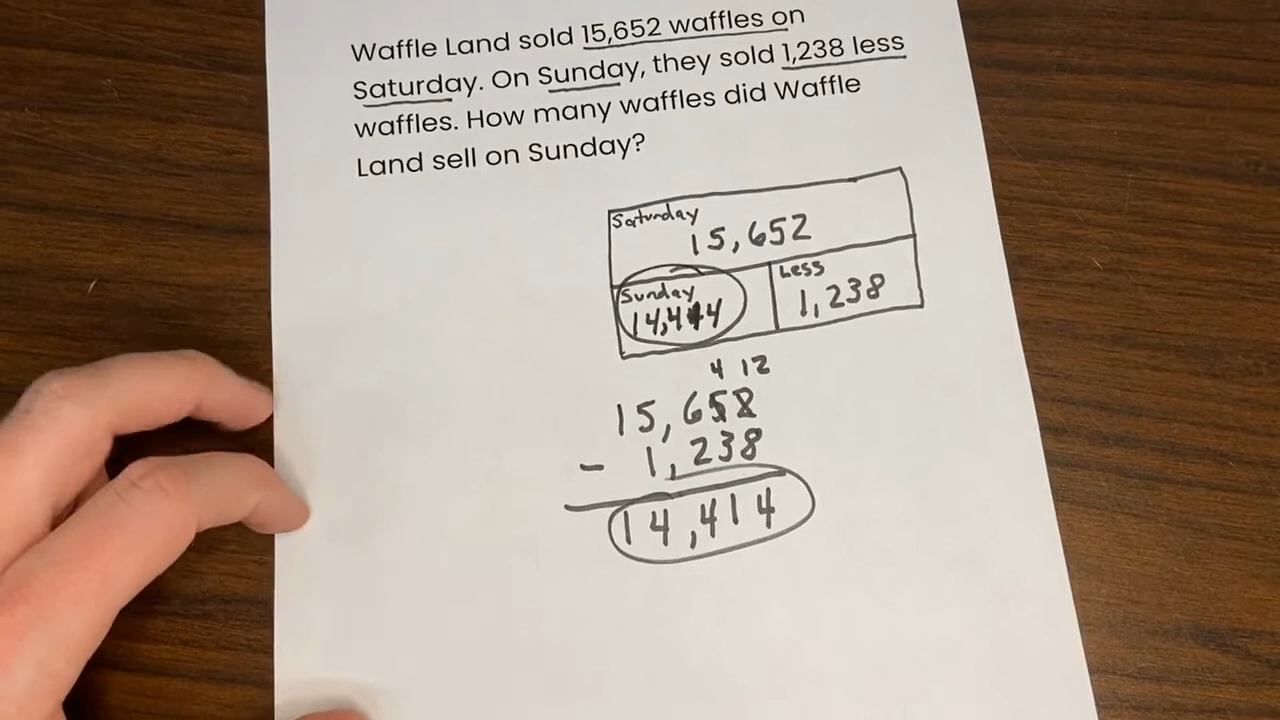 Waffle Land sold 15,652 waffles on
Saturday. On Sunday, they sold 1,238 less
waffles. How many waffles did Waffle
Land sell on Sunday?
Saturday
15,652
Sunday
14,414
Less
1,238
4 12
15,652
- 1,238
14,414